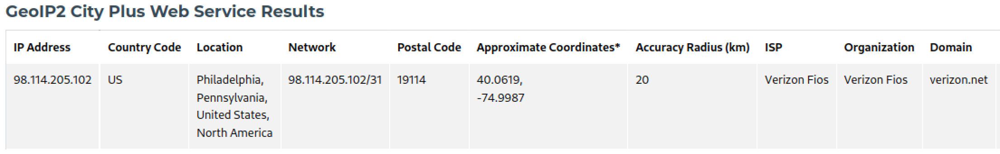 GeoIP2 City Plus Web Service Results
IP Address Country Code Location Network Postal Code Approximate Coordinates* Accuracy Radius (km) ISP Organization Domain
98.114.205.102 US Philadelphia, 98.114.205.102/31 19114 40.0619, 20 Verizon Fios Verizon Fios verizon.net
Pennsylvania, -74.9987
United States,
North America